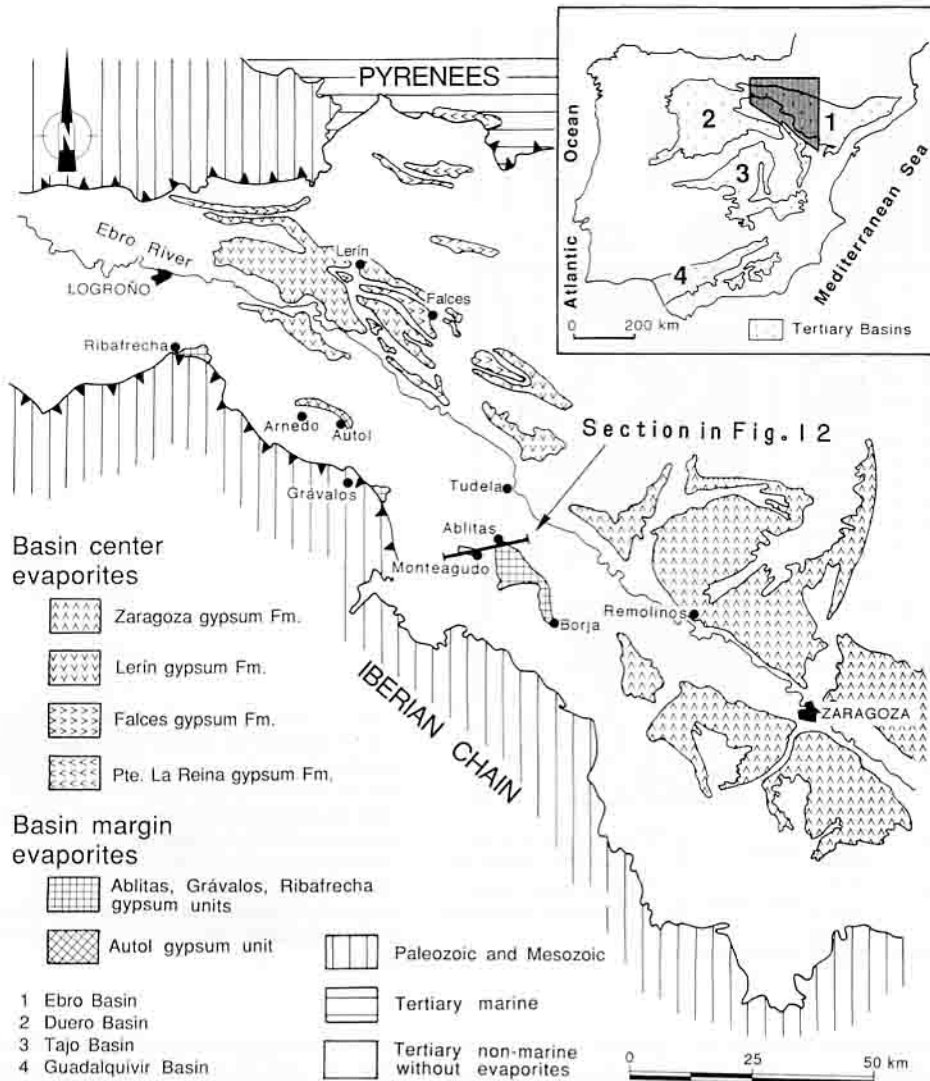 PYRENEES
N
Ebro River
LOGROÑO
Lerín
Falces
Ribafrecha
Arnedo
Autol
Grávalos
Tudela
Ablitas
Monteagudo
Borja
Remolinos
ZARAGOZA
IBERIAN CHAIN
Section in Fig. 12
Atlantic Ocean
Mediterranean Sea
1
2
3
4
0 200 km
Tertiary Basins
Basin center
evaporites
Zaragoza gypsum Fm.
Lerín gypsum Fm.
Falces gypsum Fm.
Pte. La Reina gypsum Fm.
Basin margin
evaporites
Ablitas, Grávalos, Ribafrecha
gypsum units
Autol gypsum unit
1 Ebro Basin
2 Duero Basin
3 Tajo Basin
4 Guadalquivir Basin
Paleozoic and Mesozoic
Tertiary marine
Tertiary non-marine
without evaporites
0 25 50 km